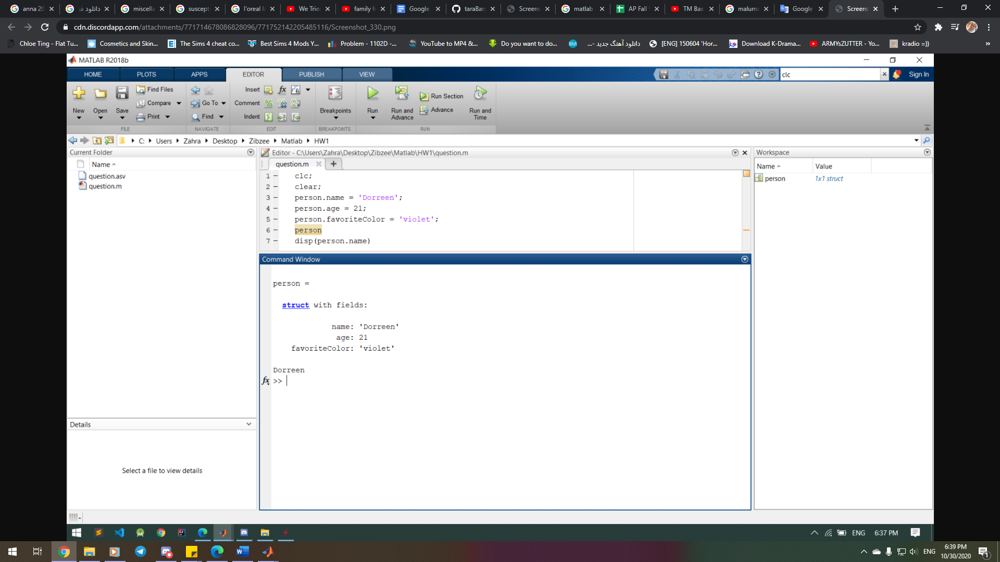 anna 20
دانلود
miscella
suscepti
l'oreal la
We Trie
family f
Google
taraBar
Screens
matlab
AP Fall
TM Bax
maluma
Google
Screens
cdn.discordapp.com/attachments/771714678086828096/771752142205485116/Screenshot_330.png
Chloe Ting - Flat Tu...
Cosmetics and Skin...
The Sims 4 cheat co...
Best Sims 4 Mods Y...
Problem - 1102D -...
YouTube to MP4 &...
Do you want to do...
دانلود آهنگ جدید -...
[ENG] 150604 'Hor...
Download K-Drama...
ARMYsZUTTER - Yo...
kradio =))
MATLAB R2018b
HOME PLOTS APPS EDITOR PUBLISH VIEW
clc
Sign In
New
Open
Save
Find Files
Compare
Print
FILE
Go To
Find
NAVIGATE
Insert
Comment
Indent
EDIT
Breakpoints
BREAKPOINTS
Run
Run and
Advance
Run Section
Advance
Run and
Time
RUN
C: Users Zahra Desktop Zibzee Matlab HW1
Current Folder
Name
question.asv
question.m
Details
Select a file to view details
Editor - C:\Users\Zahra\Desktop\Zibzee\Matlab\HW1\question.m
question.m
1 – clc;
2 – clear;
3 – person.name = 'Dorreen';
4 – person.age = 21;
5 – person.favoriteColor = 'violet';
6 – person
7 – disp(person.name)
Command Window
person =
struct with fields:
name: 'Dorreen'
age: 21
favoriteColor: 'violet'
Dorreen
fx >>
Workspace
Name Value
person 1x1 struct
ENG 6:37 PM
ENG
6:39 PM
10/30/2020
1